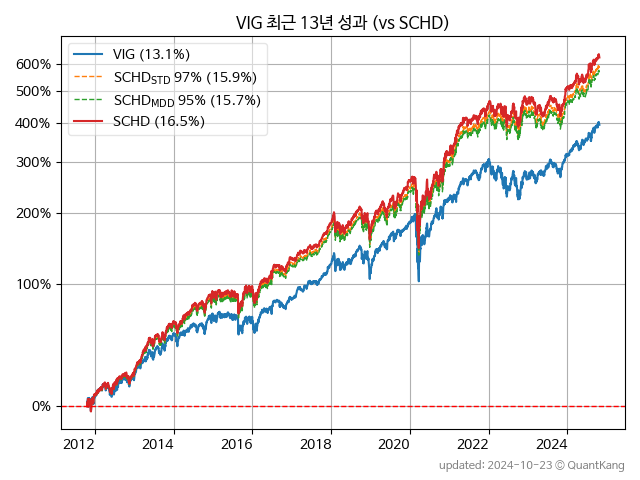 VIG 최근 13년 성과 (vs SCHD)
VIG (13.1%)
SCHD_STD 97% (15.9%)
SCHD_MDD 95% (15.7%)
SCHD (16.5%)
600%
500%
400%
300%
200%
100%
0%
2012 2014 2016 2018 2020 2022 2024
updated: 2024-10-23 © QuantKang